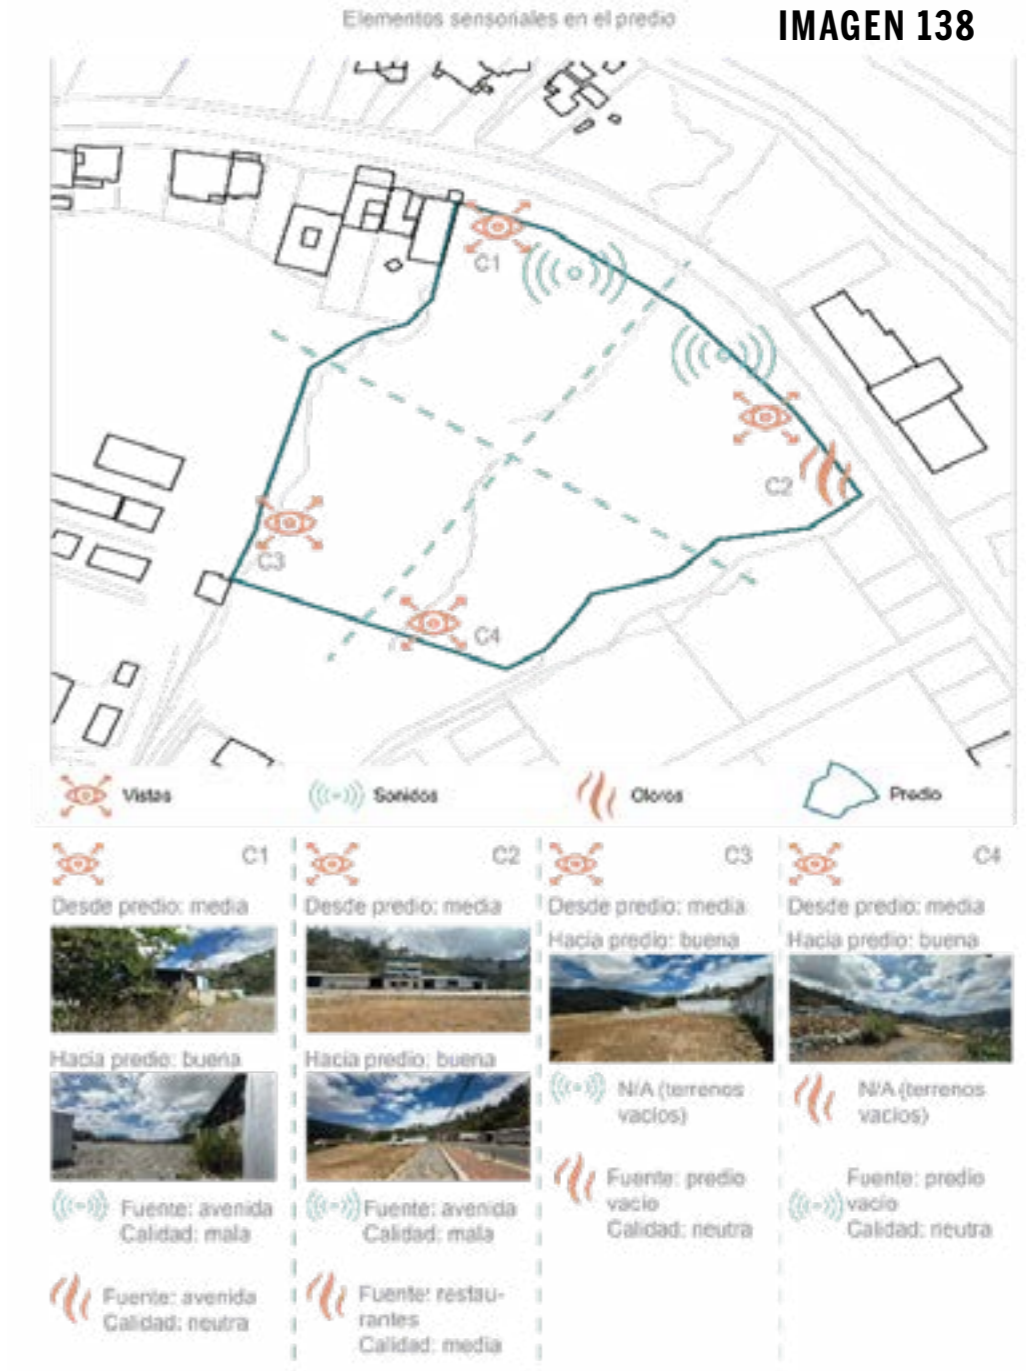 Elementos sensoriales en el predio
IMAGEN 138
C1
C2
C3
C4
Vistas
Sonidos
Olores
Predio
C1
Desde predio: media
Hacia predio: buena
Fuente: avenida
Calidad: mala
Fuente: avenida
Calidad: neutra
C2
Desde predio: media
Hacia predio: buena
Fuente: avenida
Calidad: mala
Fuente: restau-
rantes
Calidad: media
C3
Desde predio: media
Hacia predio: buena
N/A (terrenos
vacíos)
Fuente: predio
vacío
Calidad: neutra
C4
Desde predio: media
Hacia predio: buena
N/A (terrenos
vacíos)
Fuente: predio
vacío
Calidad: neutra